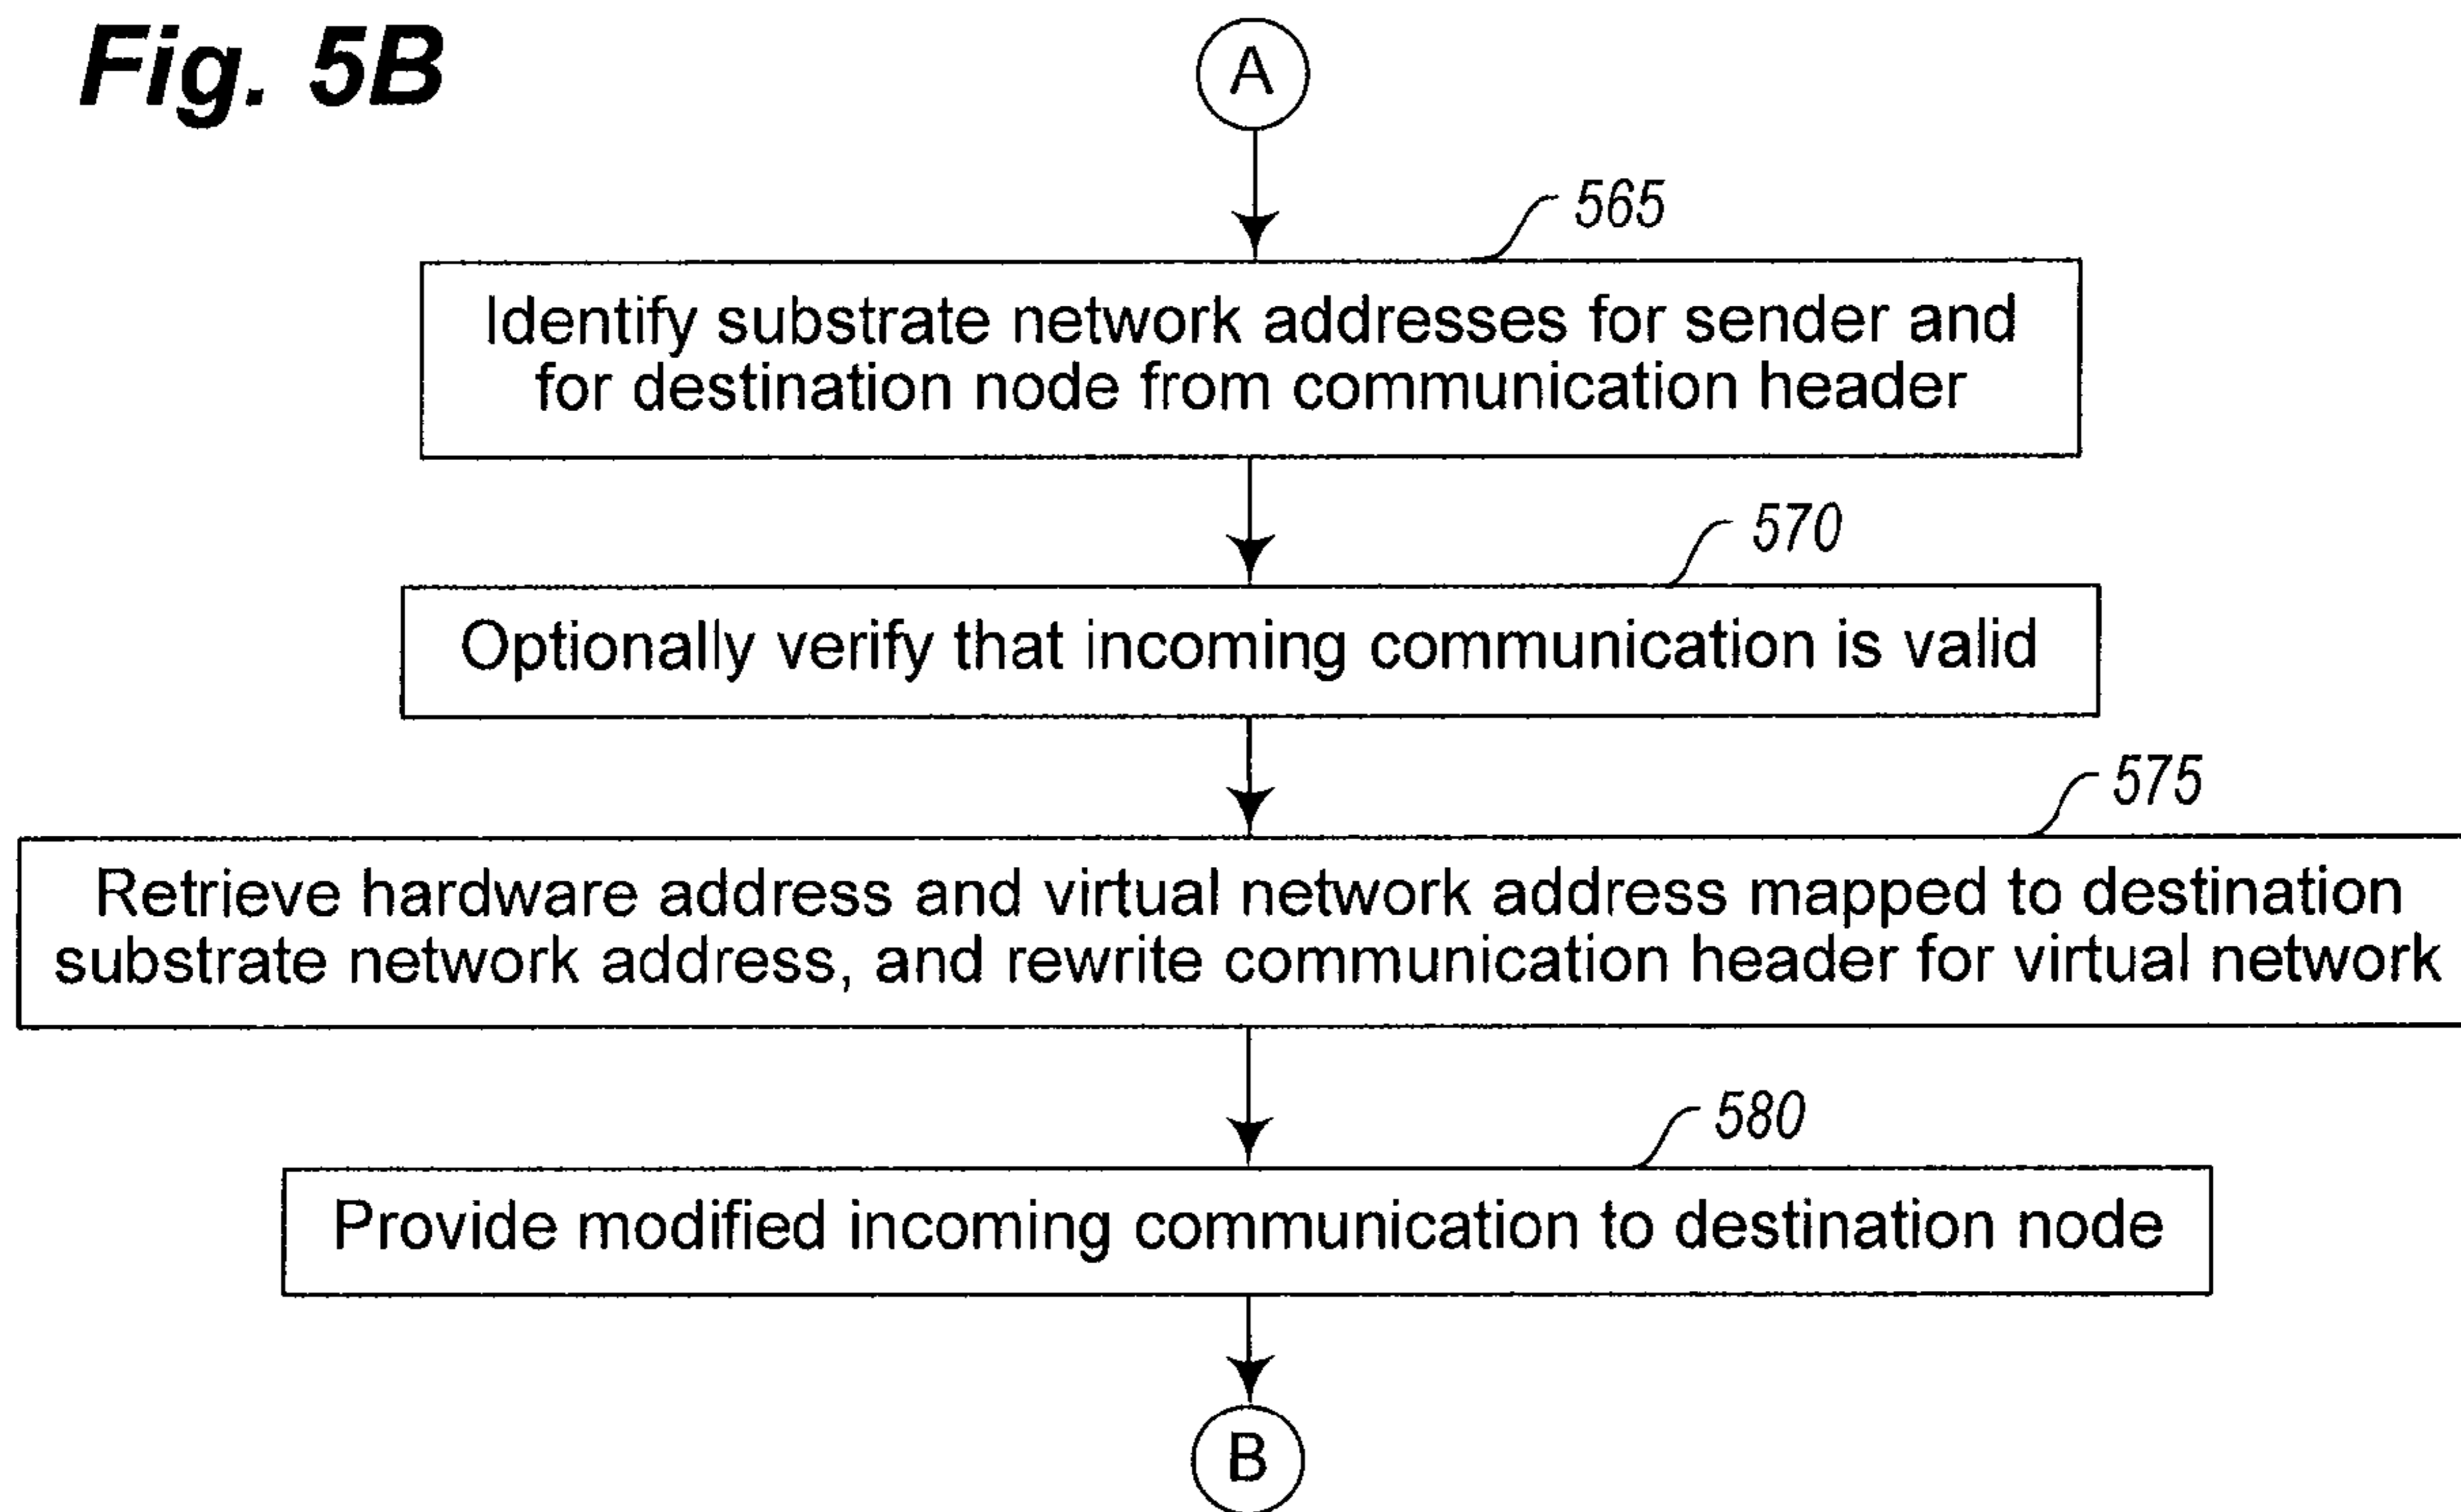 Fig. 5B
A
565
Identify substrate network addresses for sender and
for destination node from communication header
570
Optionally verify that incoming communication is valid
575
Retrieve hardware address and virtual network address mapped to destination
substrate network address, and rewrite communication header for virtual network
580
Provide modified incoming communication to destination node
B